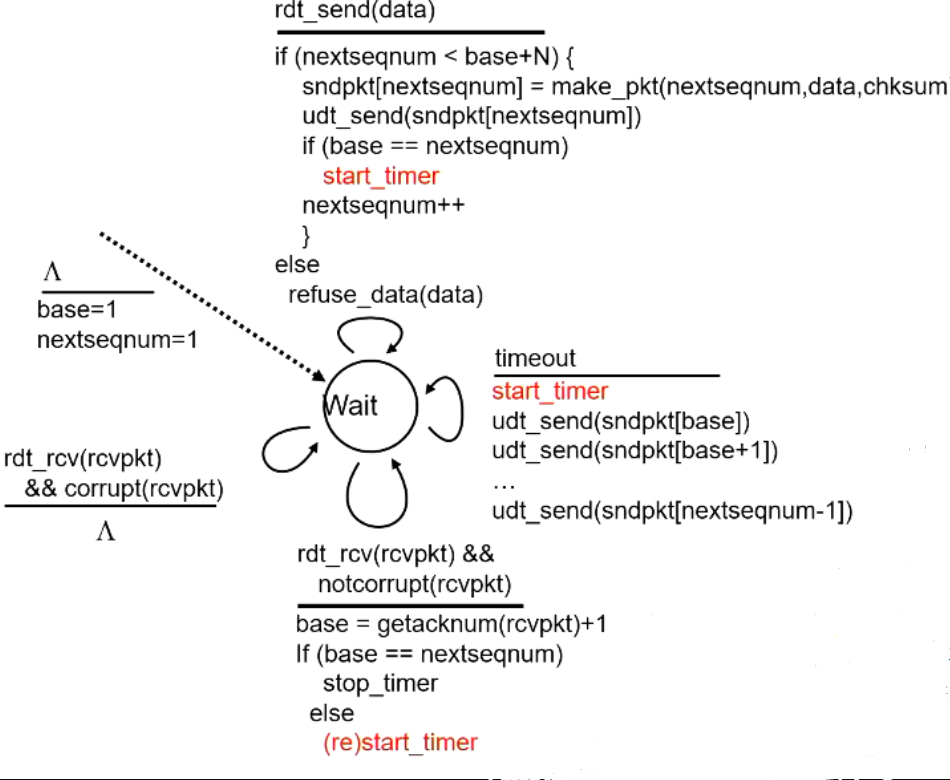 rdt_send(data)
if (nextseqnum < base+N) {
sndpkt[nextseqnum] = make_pkt(nextseqnum,data,chksum
udt_send(sndpkt[nextseqnum])
if (base == nextseqnum)
start_timer
nextseqnum++
}
else
refuse_data(data)
Λ
base=1
nextseqnum=1
Wait
timeout
start_timer
udt_send(sndpkt[base])
udt_send(sndpkt[base+1])
…
udt_send(sndpkt[nextseqnum-1])
rdt_rcv(rcvpkt)
&& corrupt(rcvpkt)
Λ
rdt_rcv(rcvpkt) &&
notcorrupt(rcvpkt)
base = getacknum(rcvpkt)+1
If (base == nextseqnum)
stop_timer
else
(re)start_timer